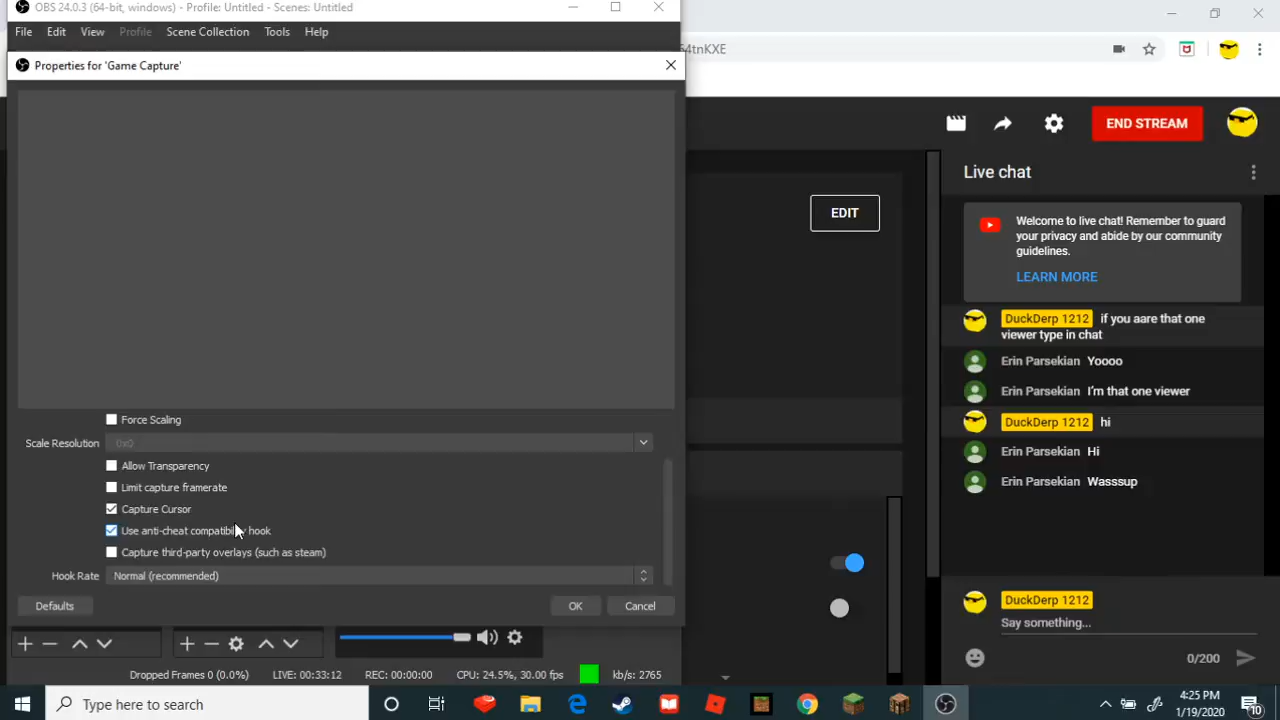 OBS 24.0.3 (64-bit, windows) - Profile: Untitled - Scenes: Untitled
File Edit View Profile Scene Collection Tools Help
54tnKXE
Properties for 'Game Capture'
END STREAM
Live chat
EDIT
Welcome to live chat! Remember to guard
your privacy and abide by our community
guidelines.
LEARN MORE
DuckDerp 1212 if you aare that one
viewer type in chat
Erin Parsekian Yoooo
Erin Parsekian I'm that one viewer
DuckDerp 1212 hi
Erin Parsekian Hi
Erin Parsekian Wasssup
Force Scaling
Scale Resolution 0x0
Allow Transparency
Limit capture framerate
Capture Cursor
Use anti-cheat compatibility hook
Capture third-party overlays (such as steam)
Hook Rate Normal (recommended)
Defaults OK Cancel
DuckDerp 1212
Say something...
0/200
Dropped Frames 0 (0.0%) LIVE: 00:33:12 REC: 00:00:00 CPU: 24.5%, 30.00 fps kb/s: 2765
Type here to search
4:25 PM
1/19/2020
10